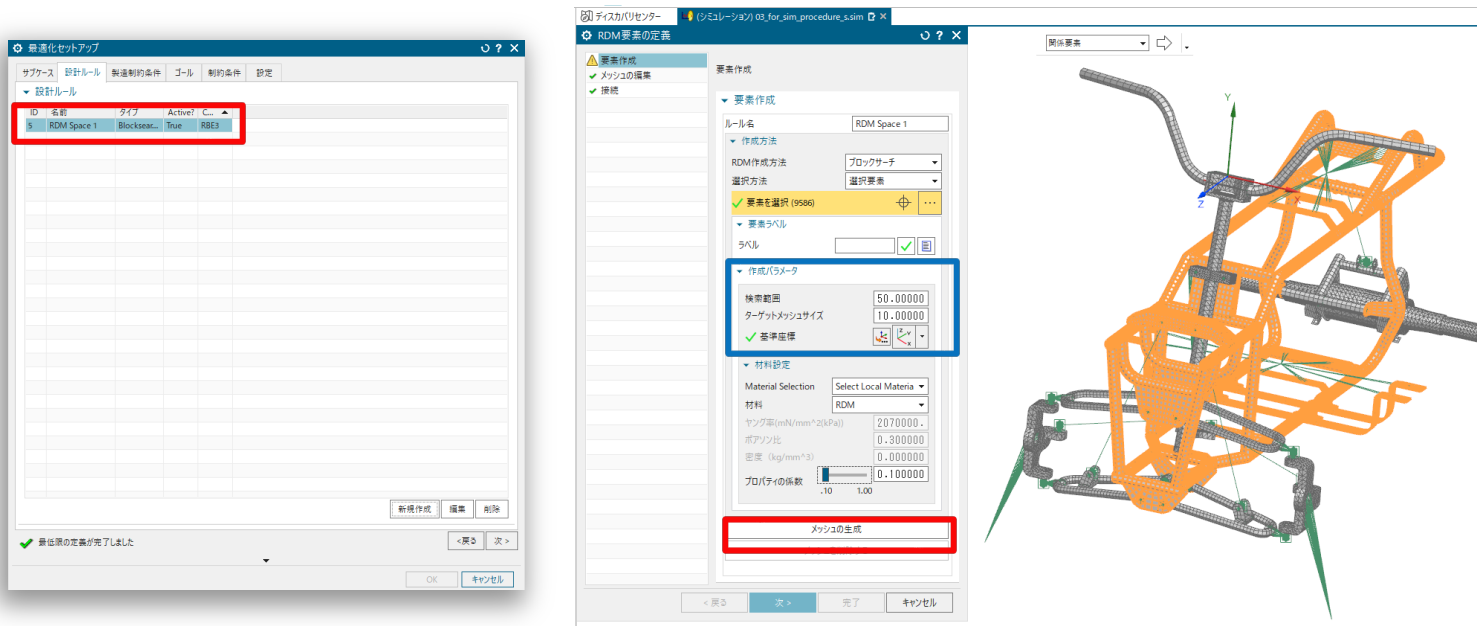 最適化セットアップ
サブケース 設計ルール 製造制約条件 ゴール 制約条件 設定
設計ルール
ID 名前 タイプ Active? C...
5 RDM Space 1 Blocksear... True RBE3
新規作成 編集 削除
最低限の定義が完了しました
<戻る 次 >
OK キャンセル
ディスカバリセンター
(シミュレーション) 03_for_sim_procedure_s.sim
RDM要素の定義
要素作成
メッシュの編集
接続
要素作成
要素作成
ルール名 RDM Space 1
作成方法
RDM作成方法 ブロックサーチ
選択方法 選択要素
要素を選択 (9586)
要素ラベル
ラベル
作成パラメータ
検索範囲 50.00000
ターゲットメッシュサイズ 10.00000
基準座標
材料設定
Material Selection Select Local Materia
材料 RDM
ヤング率(mN/mm^2(kPa)) 2070000.
ポアソン比 0.300000
密度 (kg/mm^3) 0.000000
プロパティの係数 0.100000
.10 1.00
メッシュの生成
< 戻る 次 > 完了 キャンセル
関係要素
Y
X
Z